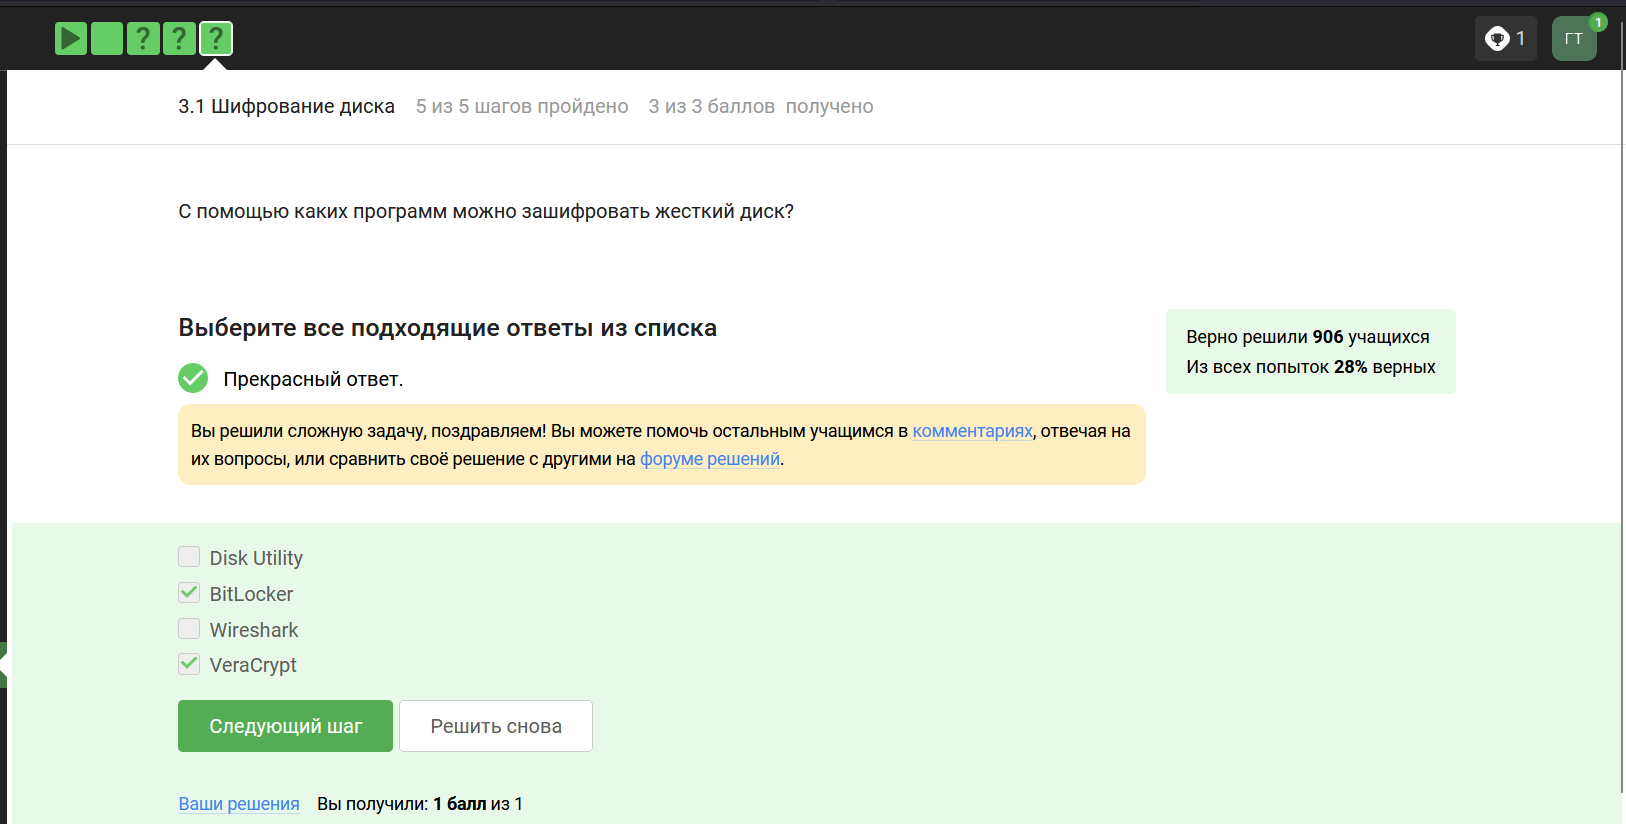 ? ? ?
1
ГТ
1
3.1 Шифрование диска 5 из 5 шагов пройдено 3 из 3 баллов получено
С помощью каких программ можно зашифровать жесткий диск?
Выберите все подходящие ответы из списка
Верно решили 906 учащихся
Из всех попыток 28% верных
Прекрасный ответ.
Вы решили сложную задачу, поздравляем! Вы можете помочь остальным учащимся в комментариях, отвечая на
их вопросы, или сравнить своё решение с другими на форуме решений.
Disk Utility
BitLocker
Wireshark
VeraCrypt
Следующий шаг Решить снова
Ваши решения Вы получили: 1 балл из 1